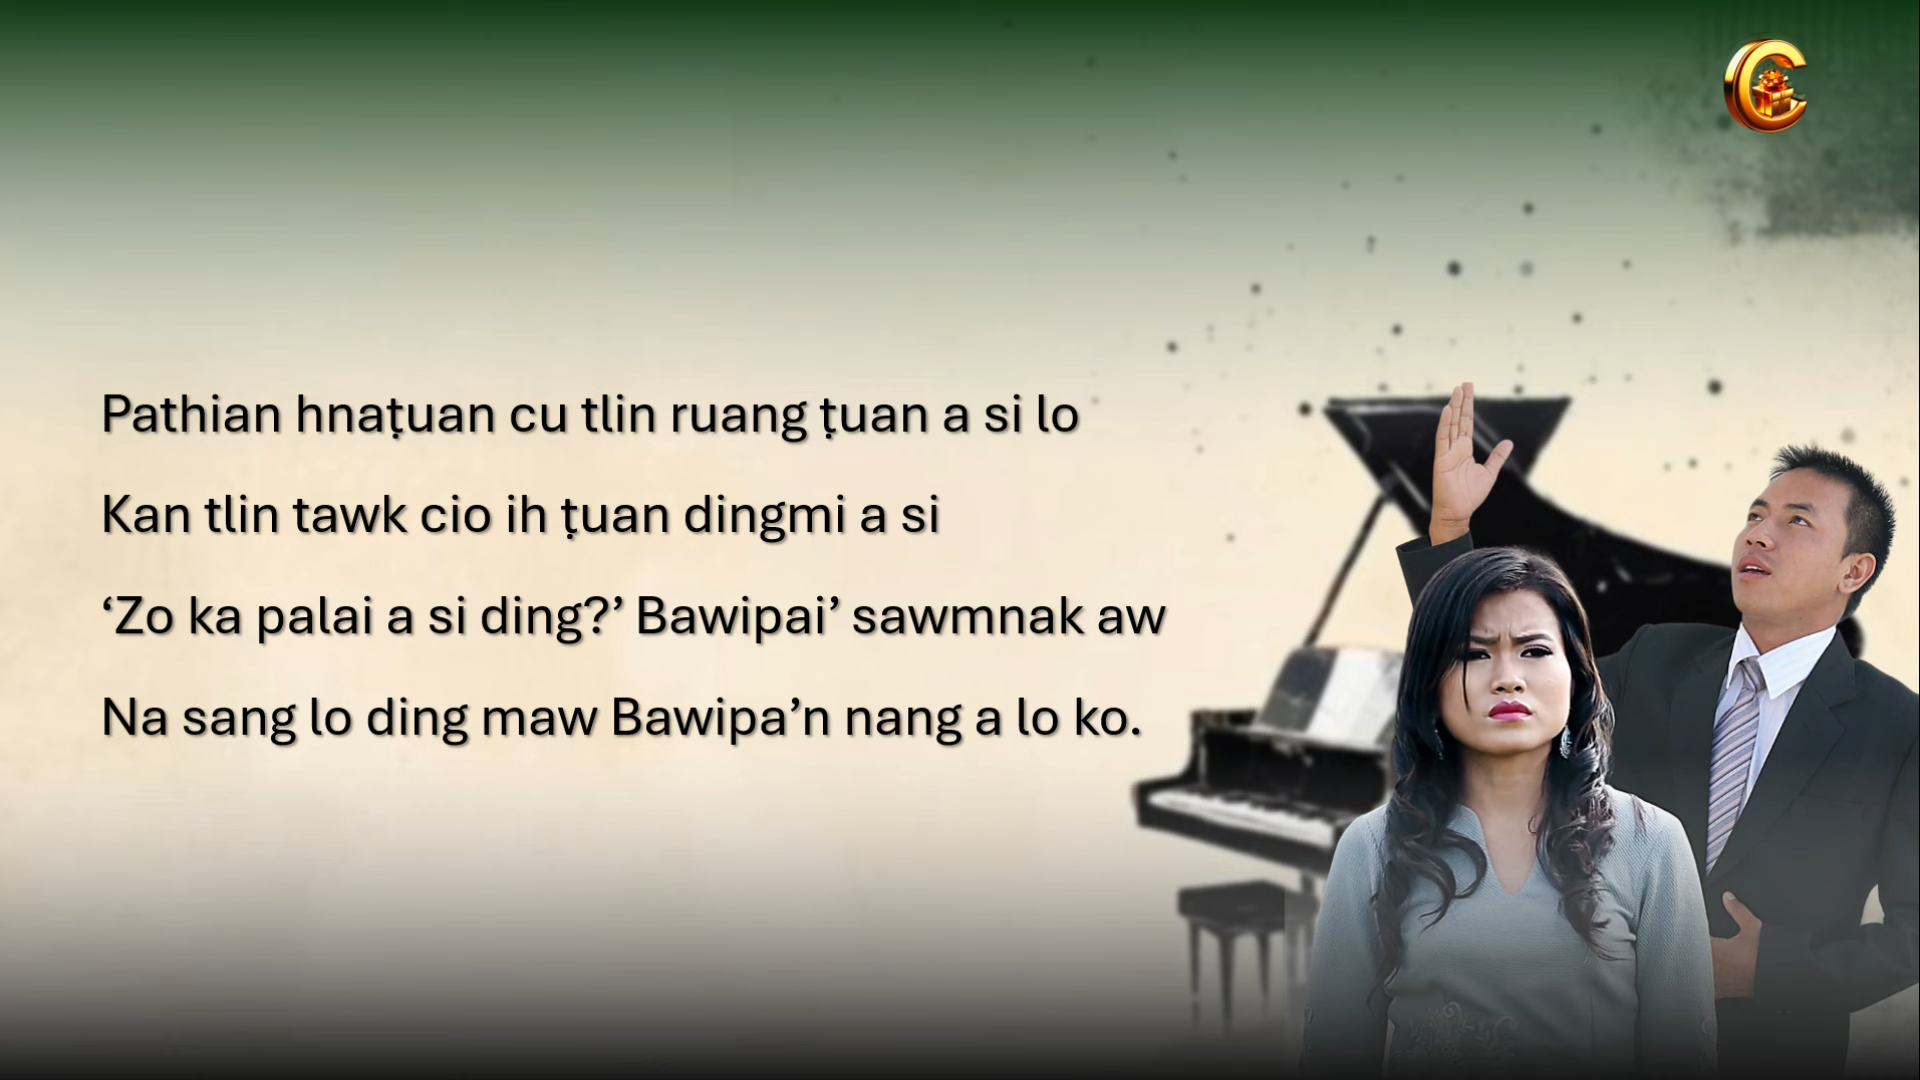 Pathian hnaṭuan cu tlin ruang ṭuan a si lo
Kan tlin tawk cio ih ṭuan dingmi a si
‘Zo ka palai a si ding?’ Bawipai’ sawmnak aw
Na sang lo ding maw Bawipa’n nang a lo ko.